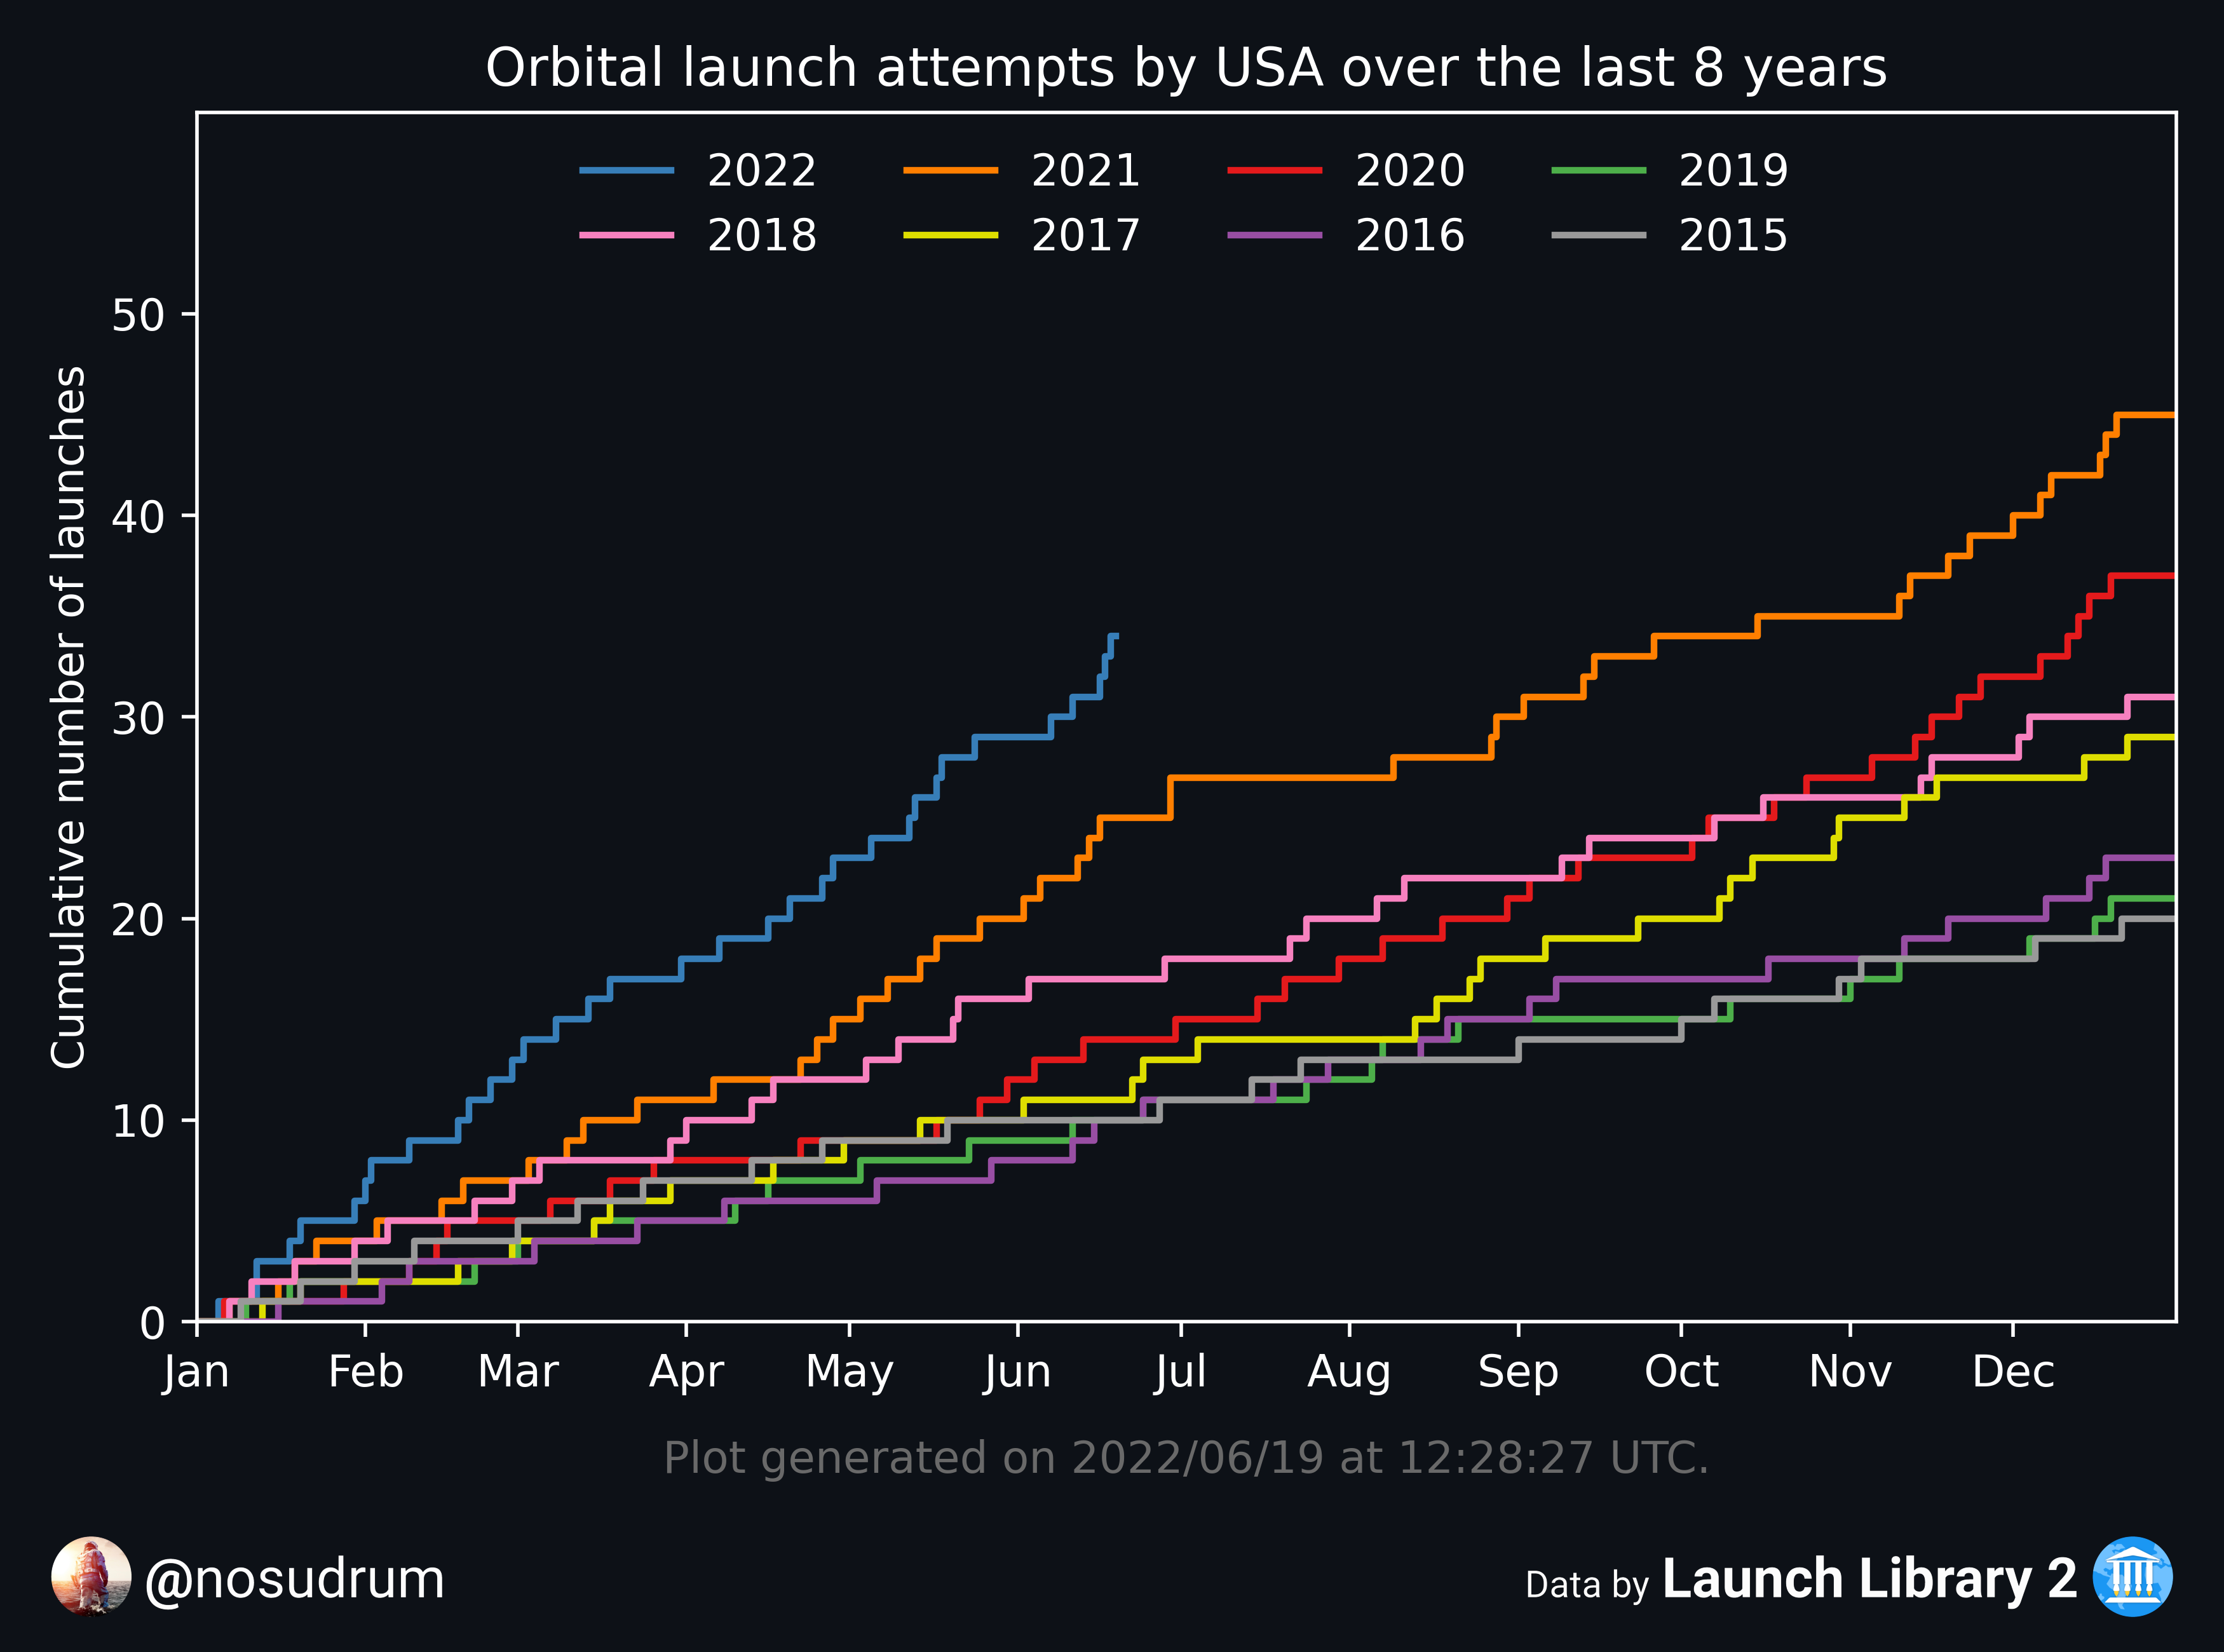 Orbital launch attempts by USA over the last 8 years
2022 2021 2020 2019
2018 2017 2016 2015
Cumulative number of launches
50
40
30
20
10
0
Jan Feb Mar Apr May Jun Jul Aug Sep Oct Nov Dec
Plot generated on 2022/06/19 at 12:28:27 UTC.
@nosudrum
Data by Launch Library 2